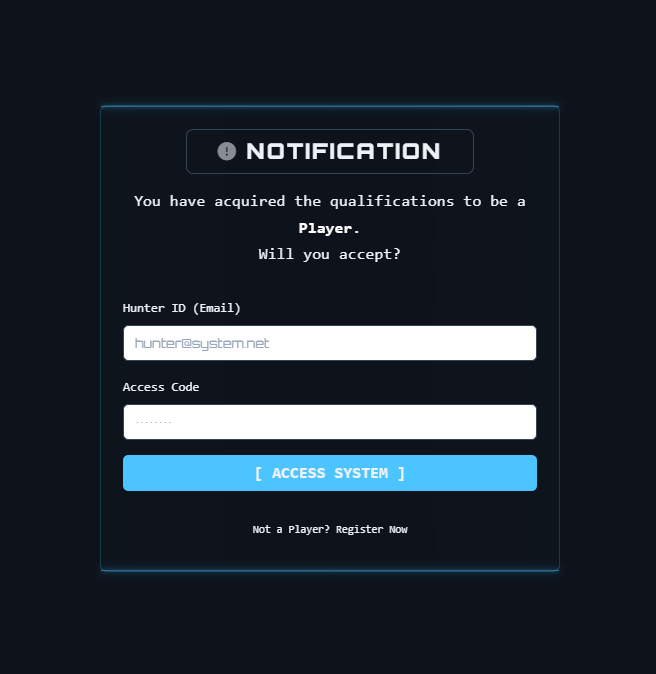 NOTIFICATION
You have acquired the qualifications to be a
Player.
Will you accept?
Hunter ID (Email)
hunter@system.net
Access Code
........
[ ACCESS SYSTEM ]
Not a Player? Register Now